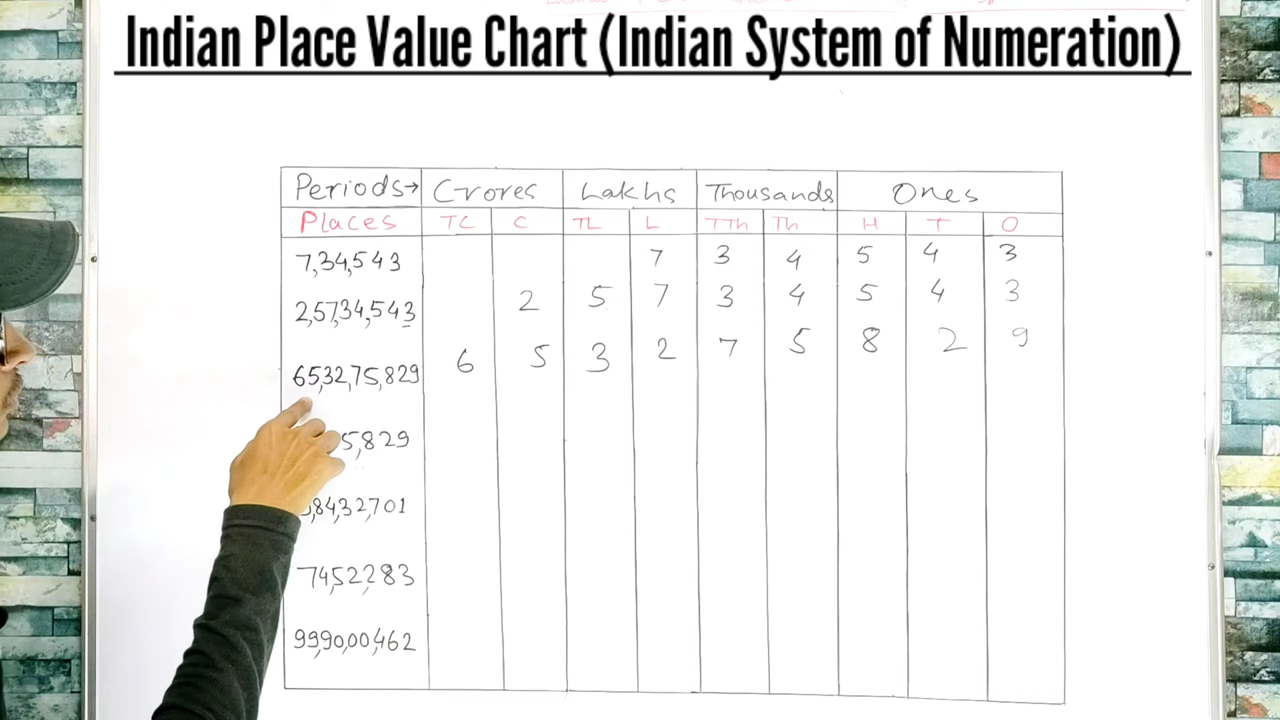 Indian Place Value Chart (Indian System of Numeration)
Periods→ Crores Lakhs Thousands Ones
Places TC C TL L TTh Th H T O
7,34,543 7 3 4 5 4 3
2,57,34,543 2 5 7 3 4 5 4 3
65,32,75,829 6 5 3 2 7 5 8 2 9
5,829
,84,32,701
74,52,283
99,90,00,462